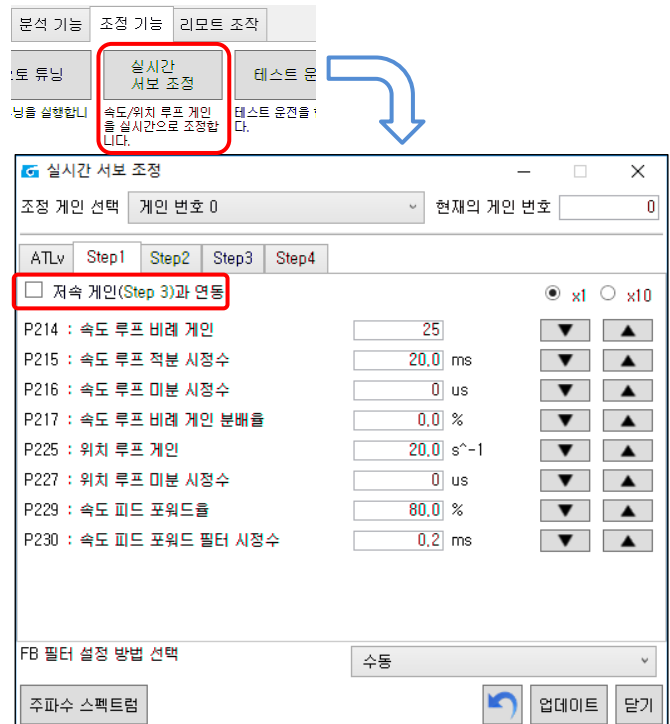 분석 기능 조정 기능 리모트 조작
토 튜닝 실시간 서보 조정 테스트 운
닝을 실행합니 속도/위치 루프 게인 테스트 운전을
을 실시간으로 조정합 다.
니다.
실시간 서보 조정
조정 게인 선택 게인 번호 0 현재의 게인 번호 0
ATLv Step1 Step2 Step3 Step4
저속 게인(Step 3)과 연동 x1 x10
P214 : 속도 루프 비례 게인 25
P215 : 속도 루프 적분 시정수 20.0 ms
P216 : 속도 루프 미분 시정수 0 us
P217 : 속도 루프 비례 게인 분배율 0.0 %
P225 : 위치 루프 게인 20.0 s^-1
P227 : 위치 루프 미분 시정수 0 us
P229 : 속도 피드 포워드율 80.0 %
P230 : 속도 피드 포워드 필터 시정수 0.2 ms
FB 필터 설정 방법 선택 수동
주파수 스펙트럼 업데이트 닫기